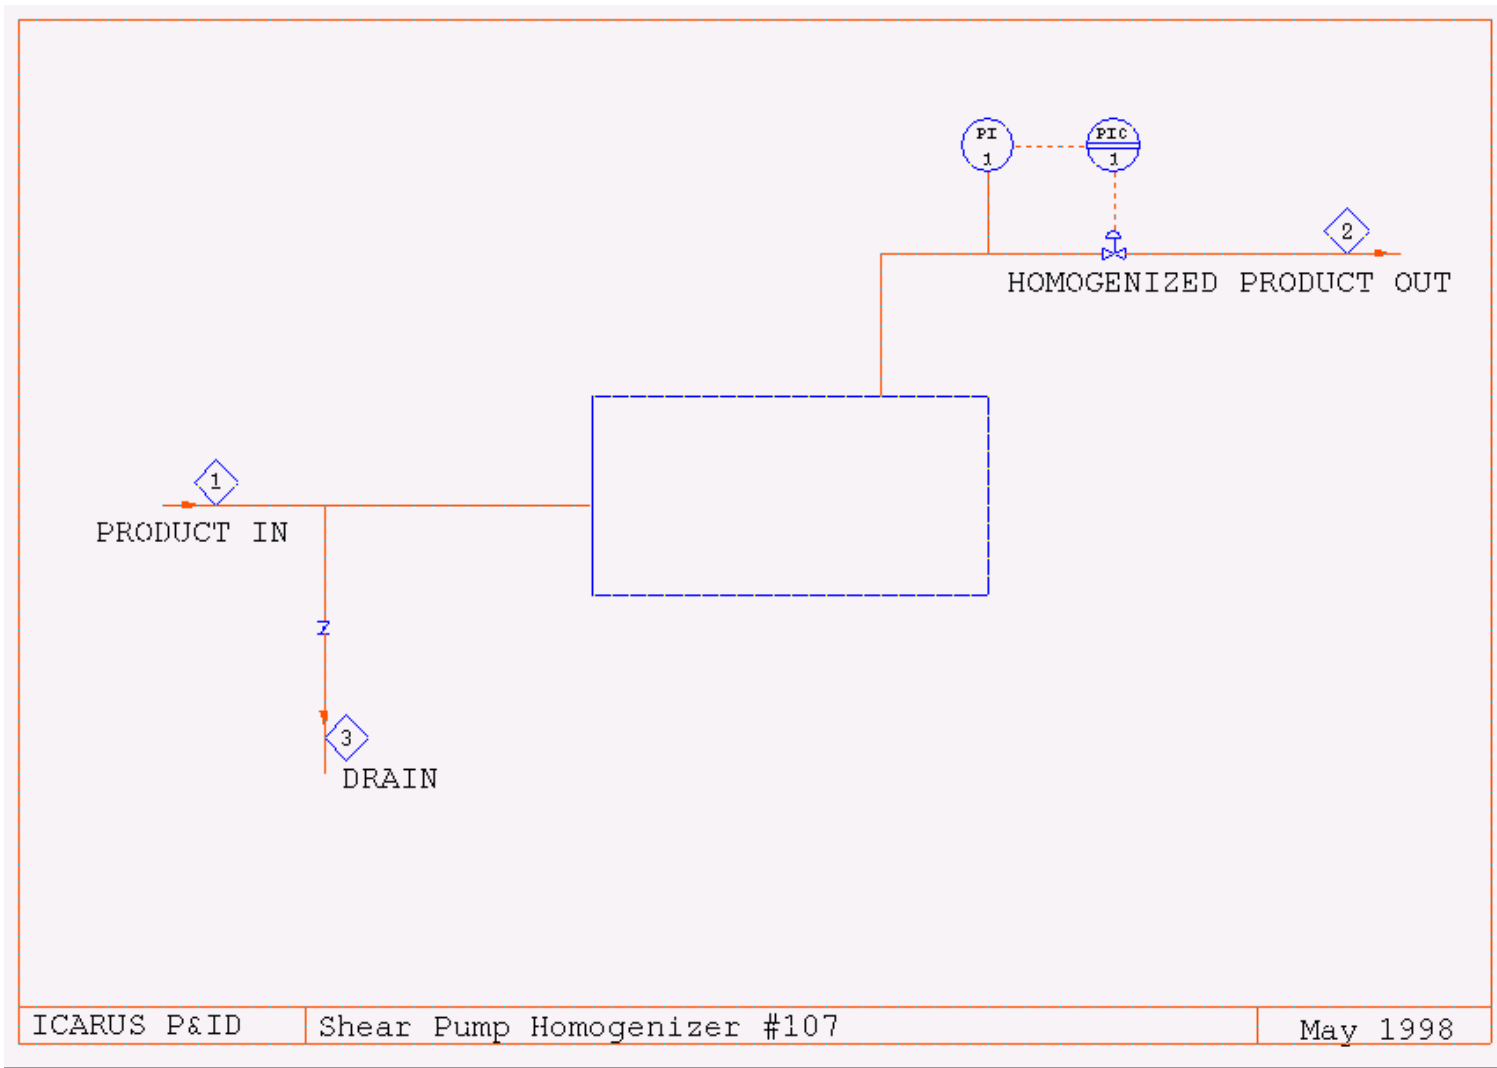 PI
1
PIC
1
2
HOMOGENIZED PRODUCT OUT
1
PRODUCT IN
3
DRAIN
ICARUS P&ID
Shear Pump Homogenizer #107
May 1998